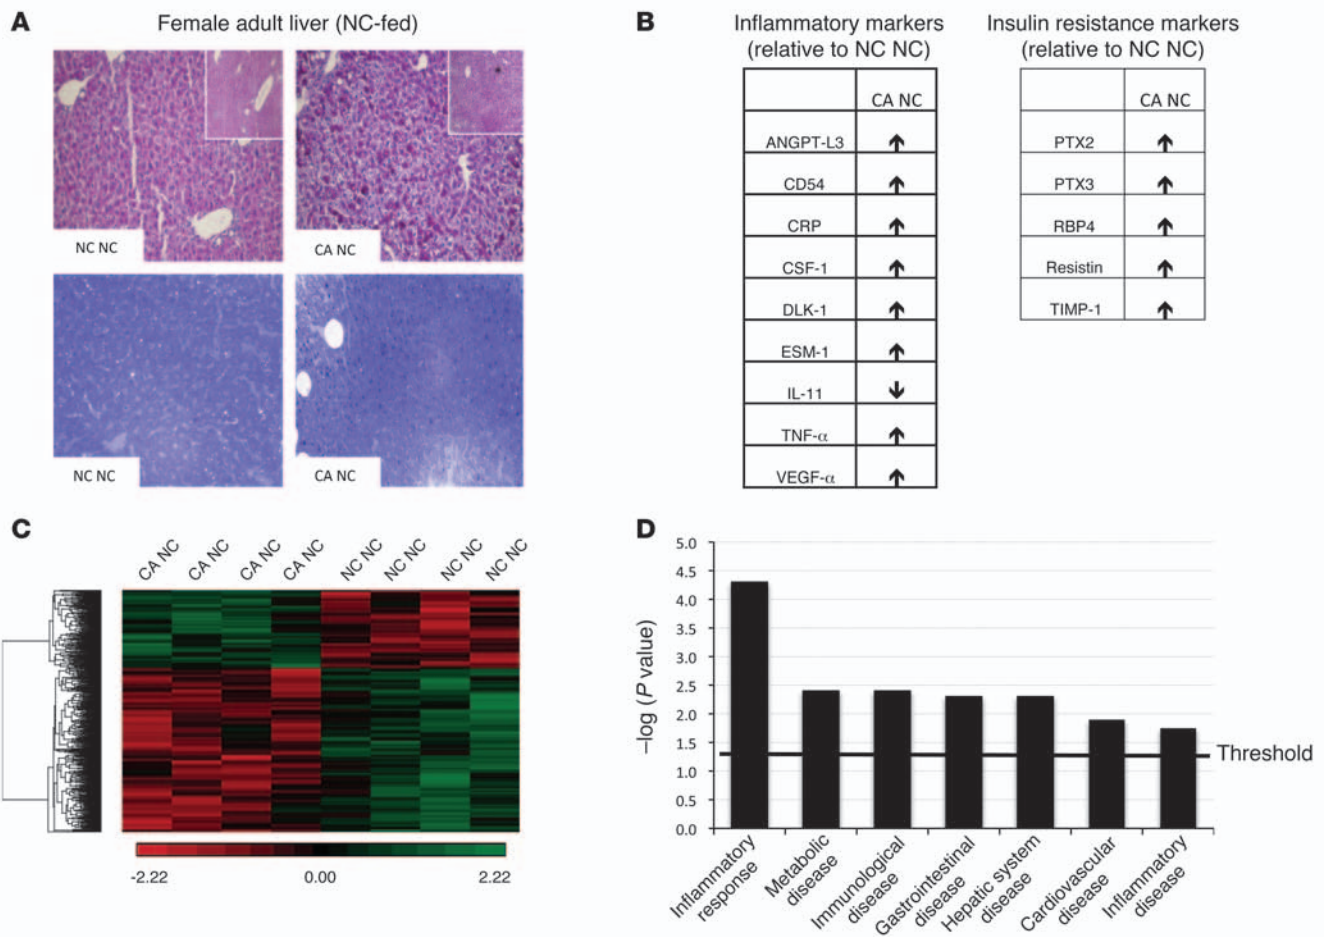 A
Female adult liver (NC-fed)
NC NC
CA NC
NC NC
CA NC
B
Inflammatory markers
(relative to NC NC)
CA NC
ANGPT-L3
CD54
CRP
CSF-1
DLK-1
ESM-1
IL-11
TNF-α
VEGF-α
Insulin resistance markers
(relative to NC NC)
CA NC
PTX2
PTX3
RBP4
Resistin
TIMP-1
C
CA NC
CA NC
CA NC
CA NC
NC NC
NC NC
NC NC
NC NC
-2.22
0.00
2.22
D
–log (P value)
5.0
4.5
4.0
3.5
3.0
2.5
2.0
1.5
1.0
0.5
0.0
Threshold
Inflammatory
response
Metabolic
disease
Immunological
disease
Gastrointestinal
disease
Hepatic system
disease
Cardiovascular
disease
Inflammatory
disease